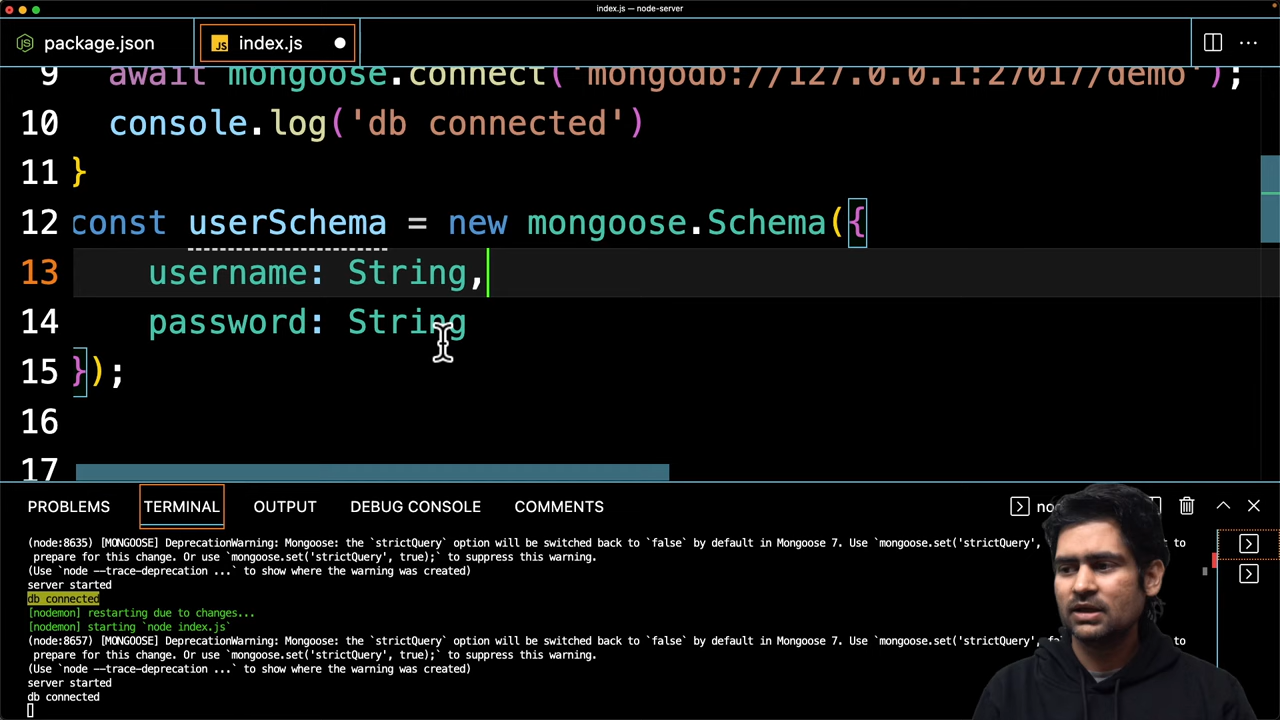 index.js — node-server
package.json
JS index.js
9 await mongoose.connect('mongodb://127.0.0.1:27017/demo');
10 console.log('db connected')
11 }
12 const userSchema = new mongoose.Schema({
13 username: String,
14 password: String
15 });
16
17
PROBLEMS TERMINAL OUTPUT DEBUG CONSOLE COMMENTS
(node:8635) [MONGOOSE] DeprecationWarning: Mongoose: the `strictQuery` option will be switched back to `false` by default in Mongoose 7. Use `mongoose.set('strictQuery', to
prepare for this change. Or use `mongoose.set('strictQuery', true);` to suppress this warning.
(Use `node --trace-deprecation ...` to show where the warning was created)
server started
db connected
[nodemon] restarting due to changes...
[nodemon] starting `node index.js`
(node:8657) [MONGOOSE] DeprecationWarning: Mongoose: the `strictQuery` option will be switched back to `false` by default in Mongoose 7. Use `mongoose.set('strictQuery', to
prepare for this change. Or use `mongoose.set('strictQuery', true);` to suppress this warning.
(Use `node --trace-deprecation ...` to show where the warning was created)
server started
db connected